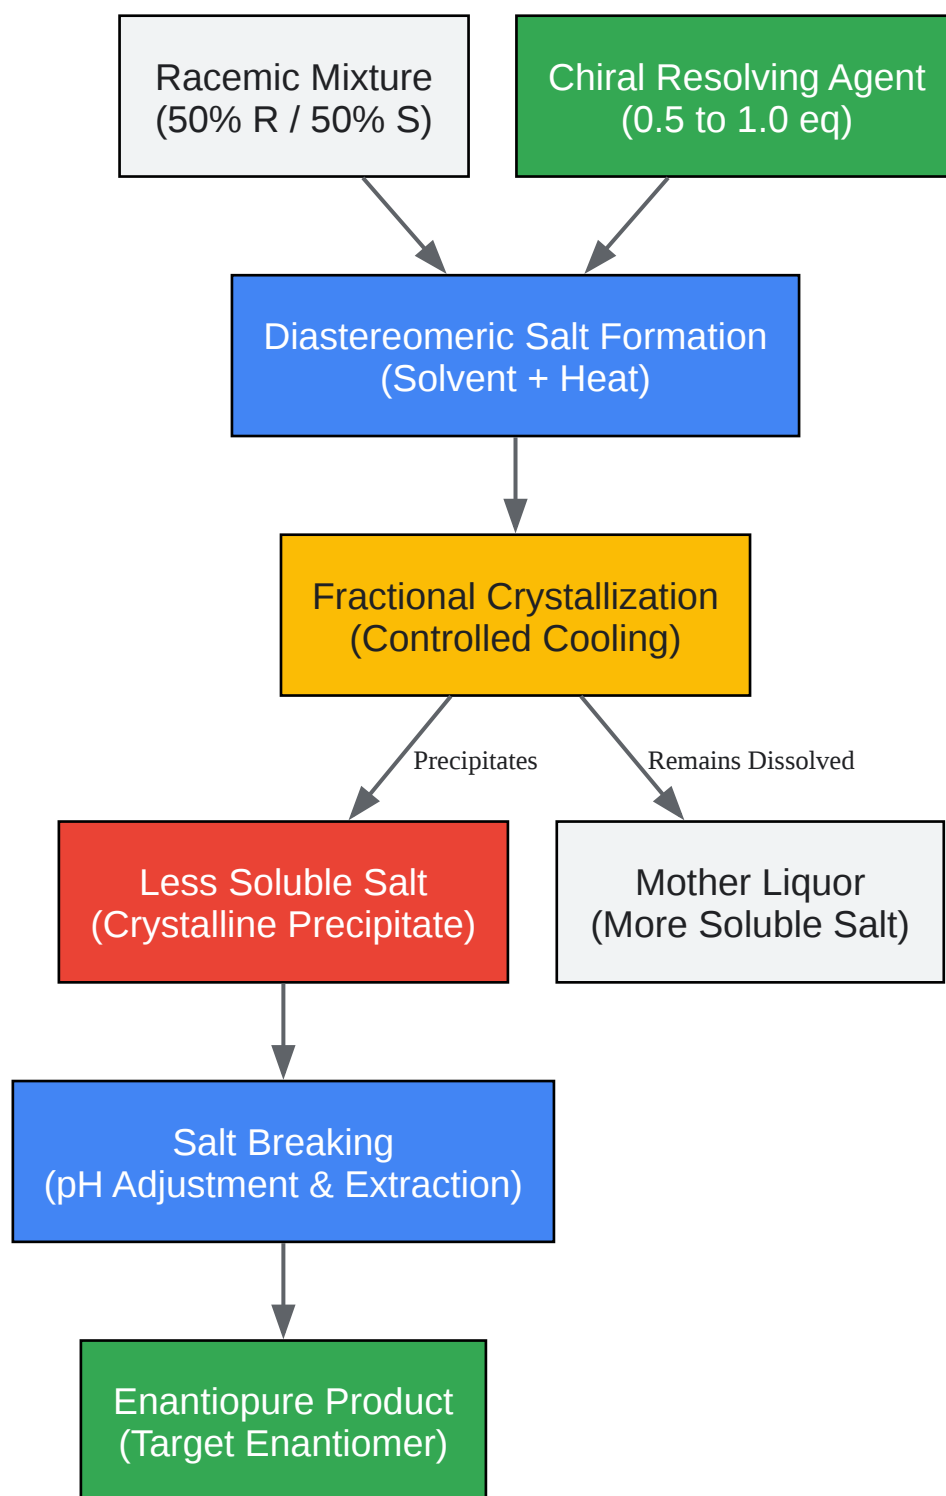 Racemic Mixture
(50% R / 50% S)
Chiral Resolving Agent
(0.5 to 1.0 eq)
Diastereomeric Salt Formation
(Solvent + Heat)
Fractional Crystallization
(Controlled Cooling)
Precipitates
Remains Dissolved
Less Soluble Salt
(Crystalline Precipitate)
Mother Liquor
(More Soluble Salt)
Salt Breaking
(pH Adjustment & Extraction)
Enantiopure Product
(Target Enantiomer)